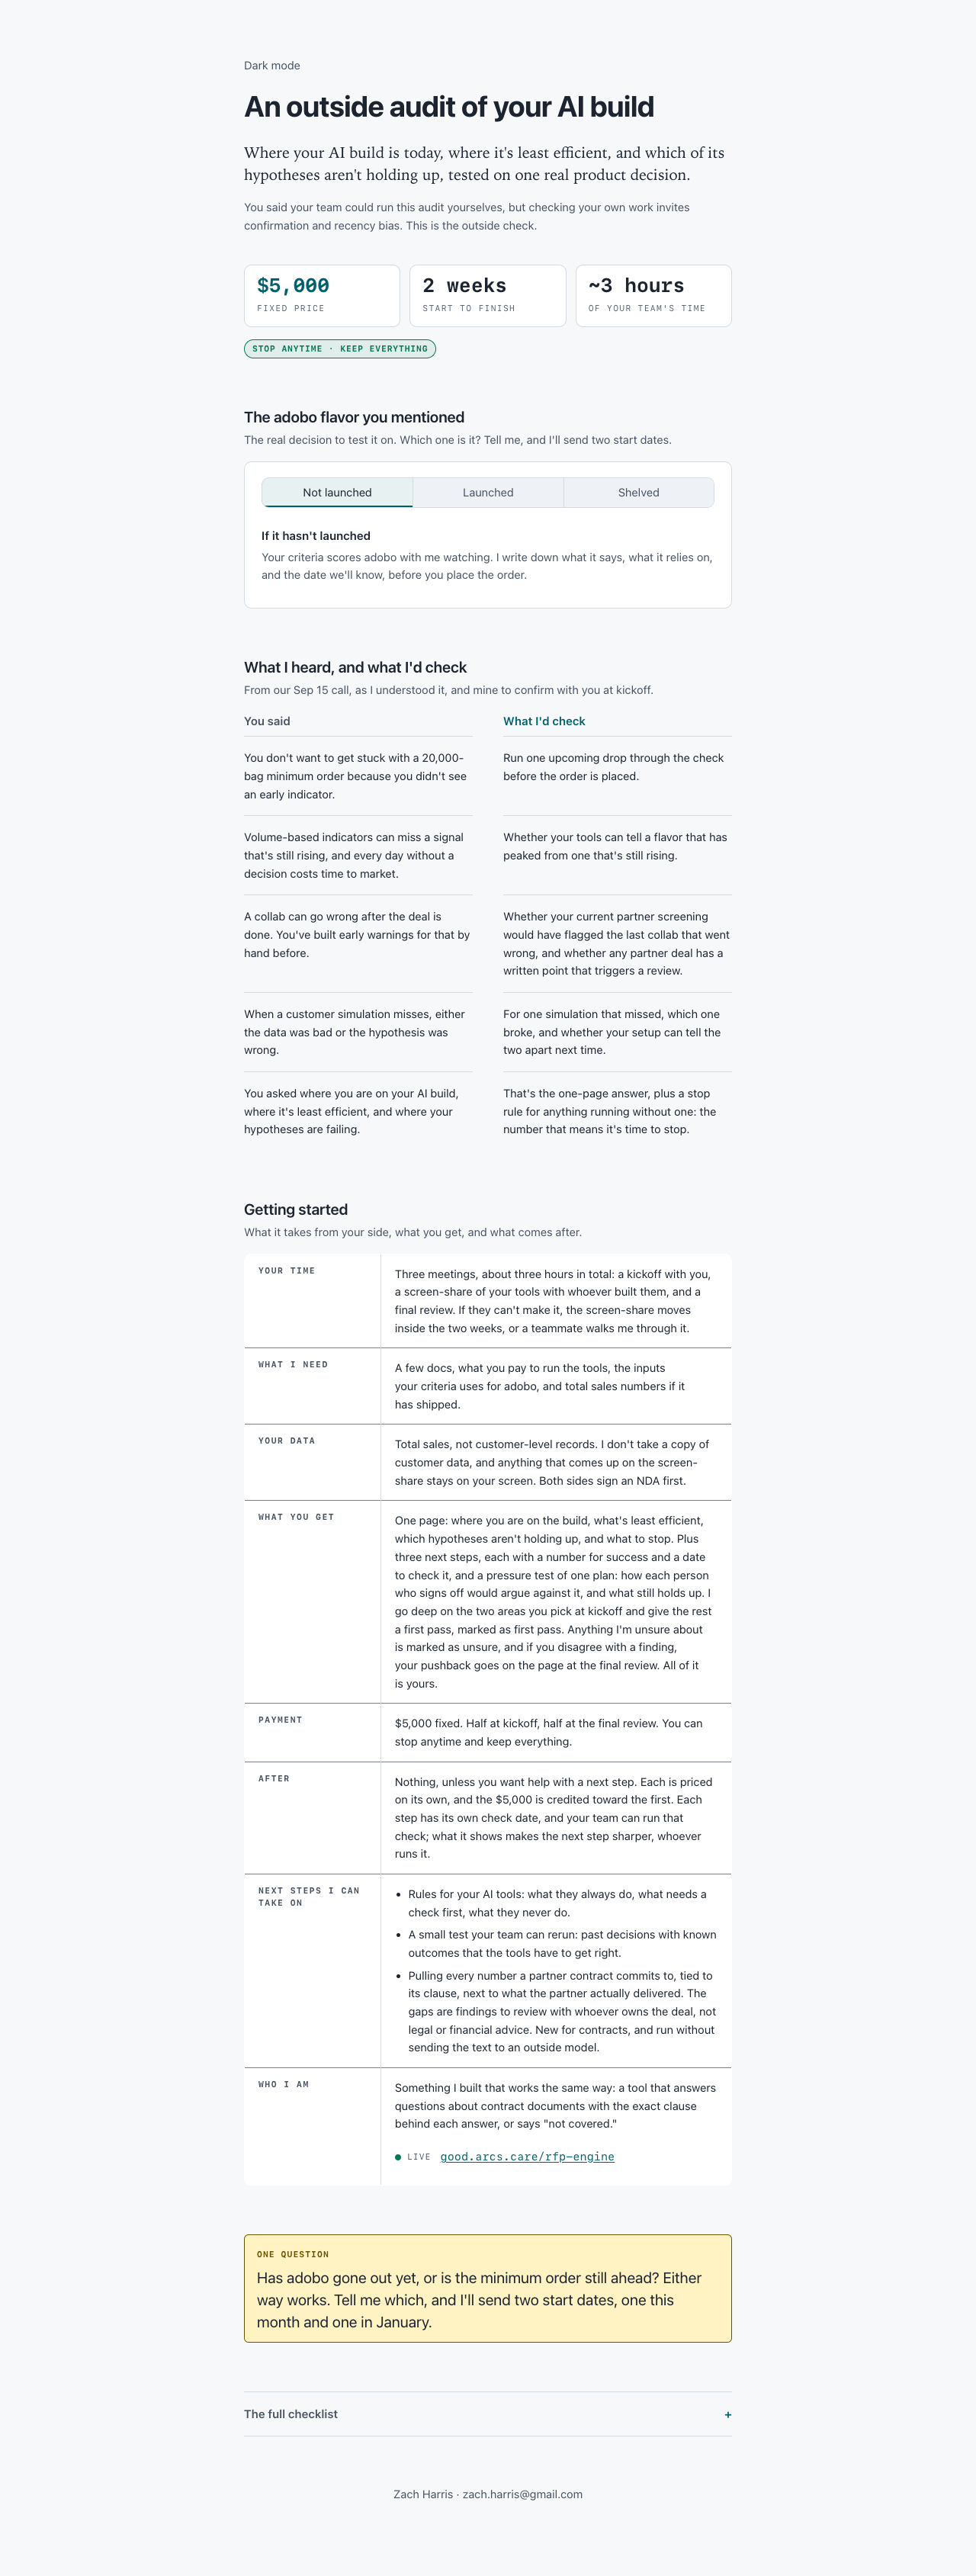 Dark mode
An outside audit of your AI build
Where your AI build is today, where it's least efficient, and which of its
hypotheses aren't holding up, tested on one real product decision.
You said your team could run this audit yourselves, but checking your own work invites
confirmation and recency bias. This is the outside check.
$5,000
FIXED PRICE
2 weeks
START TO FINISH
~3 hours
OF YOUR TEAM'S TIME
STOP ANYTIME · KEEP EVERYTHING
The adobo flavor you mentioned
The real decision to test it on. Which one is it? Tell me, and I'll send two start dates.
Not launched
Launched
Shelved
If it hasn't launched
Your criteria scores adobo with me watching. I write down what it says, what it relies on,
and the date we'll know, before you place the order.
What I heard, and what I'd check
From our Sep 15 call, as I understood it, and mine to confirm with you at kickoff.
You said
What I'd check
You don't want to get stuck with a 20,000-
bag minimum order because you didn't see
an early indicator.
Run one upcoming drop through the check
before the order is placed.
Volume-based indicators can miss a signal
that's still rising, and every day without a
decision costs time to market.
Whether your tools can tell a flavor that has
peaked from one that's still rising.
A collab can go wrong after the deal is
done. You've built early warnings for that by
hand before.
Whether your current partner screening
would have flagged the last collab that went
wrong, and whether any partner deal has a
written point that triggers a review.
When a customer simulation misses, either
the data was bad or the hypothesis was
wrong.
For one simulation that missed, which one
broke, and whether your setup can tell the
two apart next time.
You asked where you are on your AI build,
where it's least efficient, and where your
hypotheses are failing.
That's the one-page answer, plus a stop
rule for anything running without one: the
number that means it's time to stop.
Getting started
What it takes from your side, what you get, and what comes after.
YOUR TIME
Three meetings, about three hours in total: a kickoff with you,
a screen-share of your tools with whoever built them, and a
final review. If they can't make it, the screen-share moves
inside the two weeks, or a teammate walks me through it.
WHAT I NEED
A few docs, what you pay to run the tools, the inputs
your criteria uses for adobo, and total sales numbers if it
has shipped.
YOUR DATA
Total sales, not customer-level records. I don't take a copy of
customer data, and anything that comes up on the screen-
share stays on your screen. Both sides sign an NDA first.
WHAT YOU GET
One page: where you are on the build, what's least efficient,
which hypotheses aren't holding up, and what to stop. Plus
three next steps, each with a number for success and a date
to check it, and a pressure test of one plan: how each person
who signs off would argue against it, and what still holds up. I
go deep on the two areas you pick at kickoff and give the rest
a first pass, marked as first pass. Anything I'm unsure about
is marked as unsure, and if you disagree with a finding,
your pushback goes on the page at the final review. All of it
is yours.
PAYMENT
$5,000 fixed. Half at kickoff, half at the final review. You can
stop anytime and keep everything.
AFTER
Nothing, unless you want help with a next step. Each is priced
on its own, and the $5,000 is credited toward the first. Each
step has its own check date, and your team can run that
check; what it shows makes the next step sharper, whoever
runs it.
NEXT STEPS I CAN
TAKE ON
• Rules for your AI tools: what they always do, what needs a
check first, what they never do.
• A small test your team can rerun: past decisions with known
outcomes that the tools have to get right.
• Pulling every number a partner contract commits to, tied to
its clause, next to what the partner actually delivered. The
gaps are findings to review with whoever owns the deal, not
legal or financial advice. New for contracts, and run without
sending the text to an outside model.
WHO I AM
Something I built that works the same way: a tool that answers
questions about contract documents with the exact clause
behind each answer, or says "not covered."
LIVE good.arcs.care/rfp-engine
ONE QUESTION
Has adobo gone out yet, or is the minimum order still ahead? Either
way works. Tell me which, and I'll send two start dates, one this
month and one in January.
The full checklist +
Zach Harris · zach.harris@gmail.com